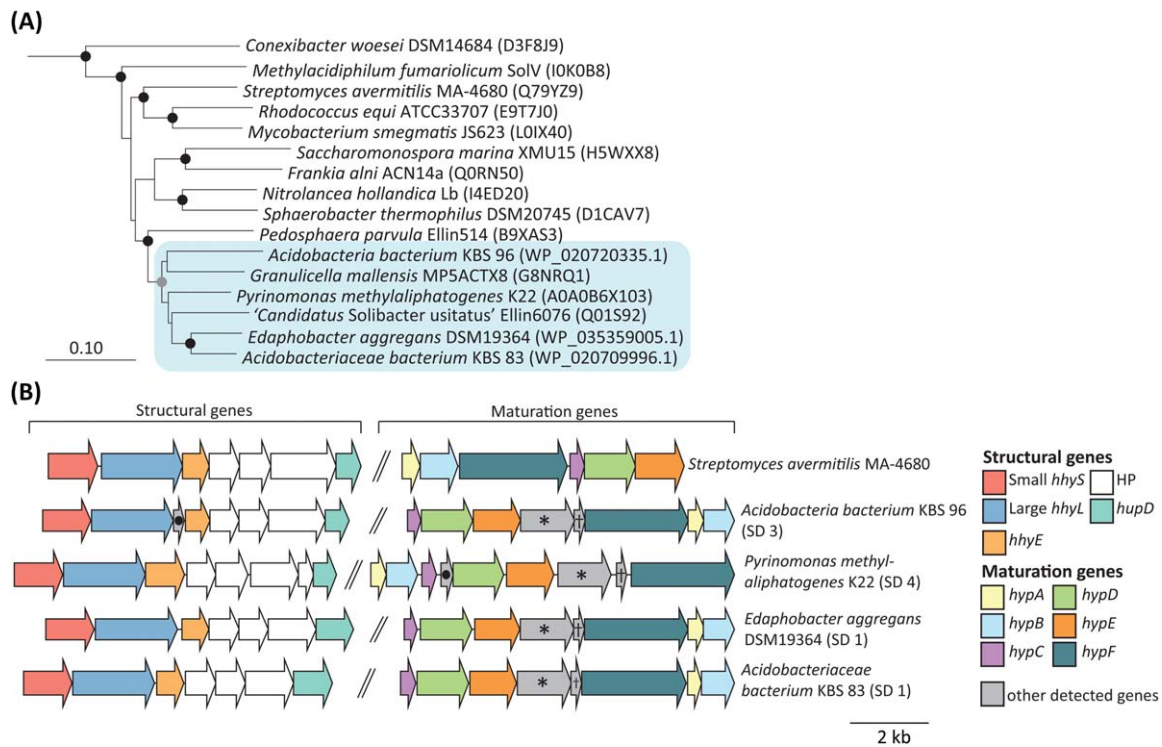 (A)
Conexibacter woesei DSM14684 (D3F8J9)
Methylacidiphilum fumariolicum SolV (I0K0B8)
Streptomyces avermitilis MA-4680 (Q79YZ9)
Rhodococcus equi ATCC33707 (E9T7J0)
Mycobacterium smegmatis JS623 (L0IX40)
Saccharomonospora marina XMU15 (H5WXX8)
Frankia alni ACN14a (Q0RN50)
Nitrolancea hollandica Lb (I4ED20)
Sphaerobacter thermophilus DSM20745 (D1CAV7)
Pedosphaera parvula Ellin514 (B9XAS3)
Acidobacteria bacterium KBS 96 (WP_020720335.1)
Granulicella mallensis MP5ACTX8 (G8NRQ1)
Pyrinomonas methylaliphatogenes K22 (A0A0B6X103)
‘Candidatus Solibacter usitatus’ Ellin6076 (Q01S92)
Edaphobacter aggregans DSM19364 (WP_035359005.1)
Acidobacteriaceae bacterium KBS 83 (WP_020709996.1)
0.10
(B)
Structural genes
Maturation genes
Streptomyces avermitilis MA-4680
Acidobacteria bacterium KBS 96
(SD 3)
* †
Pyrinomonas methyl-
aliphatogenes K22 (SD 4)
* †
Edaphobacter aggregans
DSM19364 (SD 1)
* †
Acidobacteriaceae
bacterium KBS 83 (SD 1)
* †
2 kb
Structural genes
Small hhyS
HP
Large hhyL
hupD
hhyE
Maturation genes
hypA
hypD
hypB
hypE
hypC
hypF
other detected genes